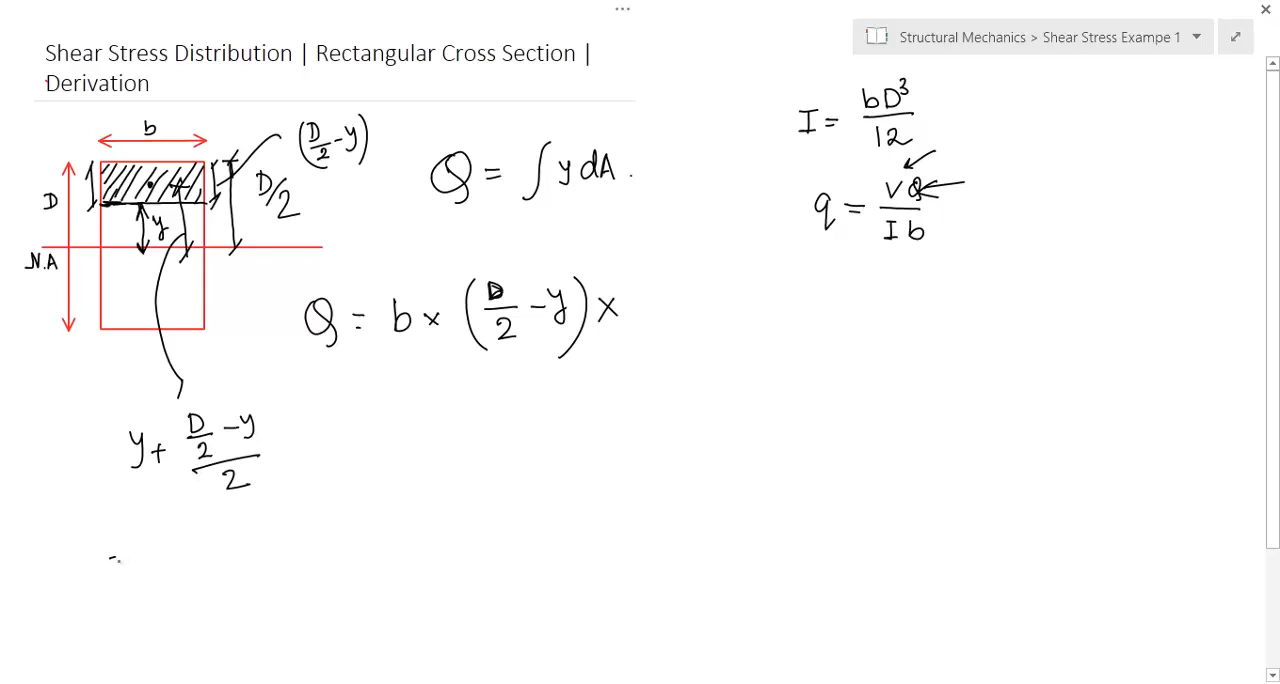 Shear Stress Distribution | Rectangular Cross Section |
Derivation
Structural Mechanics > Shear Stress Exampe 1
b
(D/2 - y)
D
D/2
y
N.A
Q = ∫ y dA .
Q = b × (D/2 - y) ×
y + (D/2 - y)/2
I = bD³/12
q = VQ/Ib